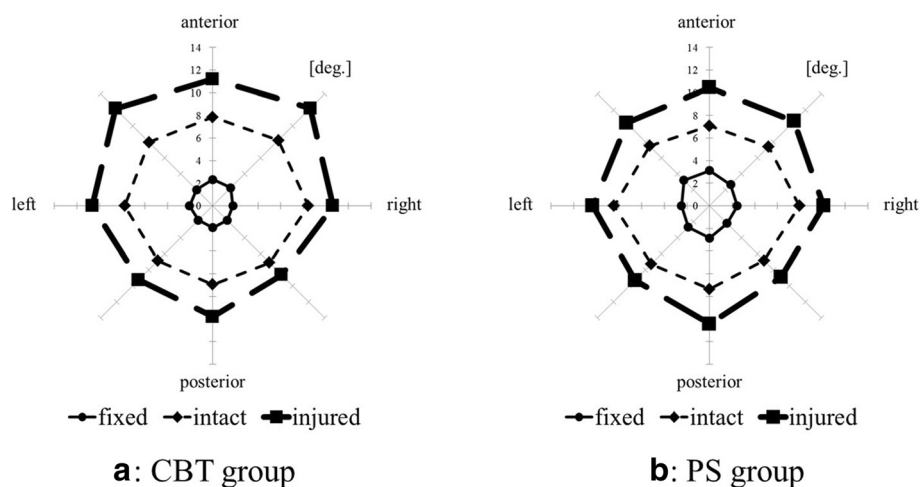 anterior
14
[deg.]
12
10
8
6
4
2
left
0
right
posterior
fixed intact injured
a: CBT group
anterior
14
[deg.]
12
10
8
6
4
2
left
0
right
posterior
fixed intact injured
b: PS group